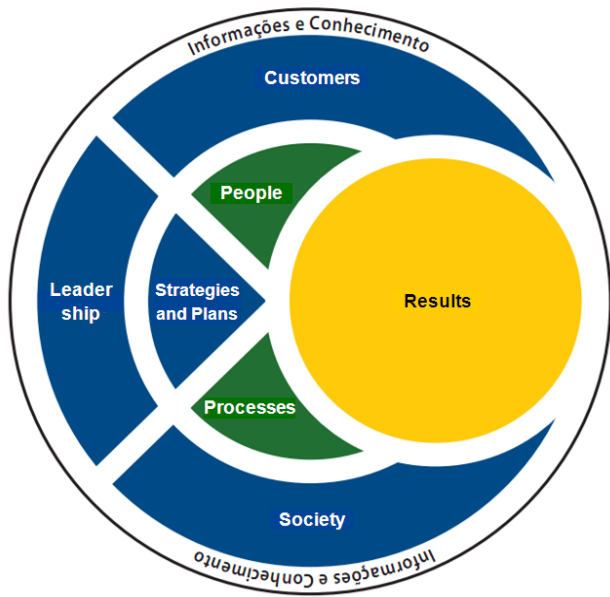 Informações e Conhecimento
Customers
People
Leader
ship
Strategies
and Plans
Results
Processes
Society
Informações e Conhecimento